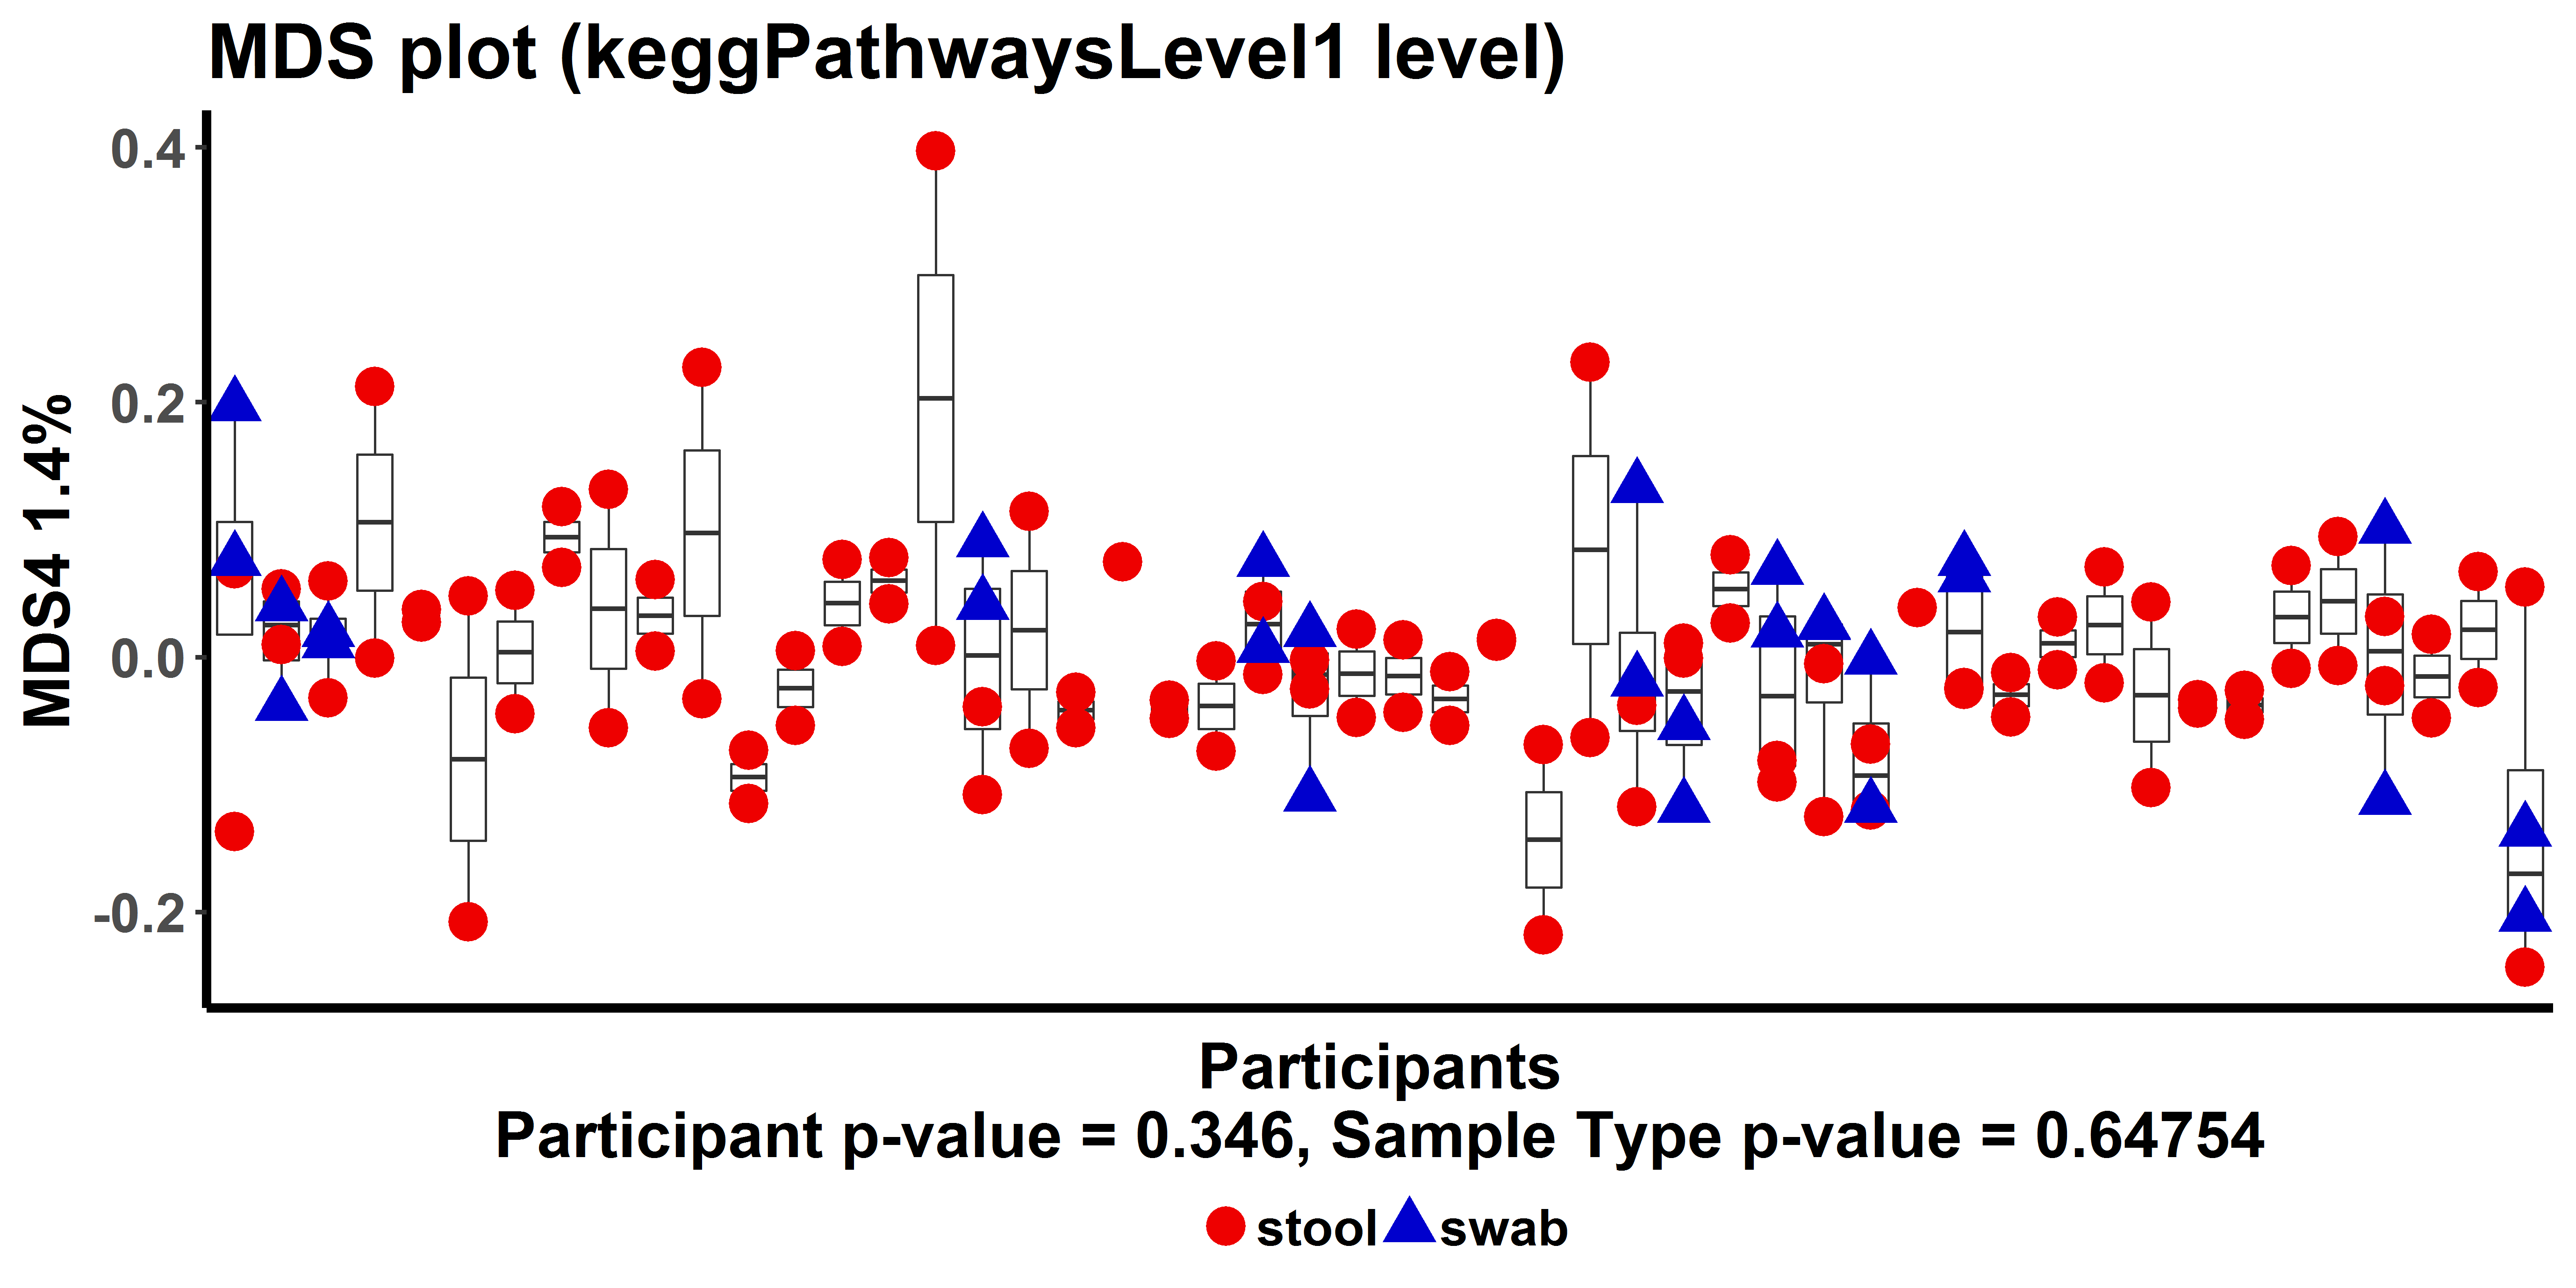 MDS plot (keggPathwaysLevel1 level)
MDS4 1.4%
0.4
0.2
0.0
-0.2
Participants
Participant p-value = 0.346, Sample Type p-value = 0.64754
stool swab